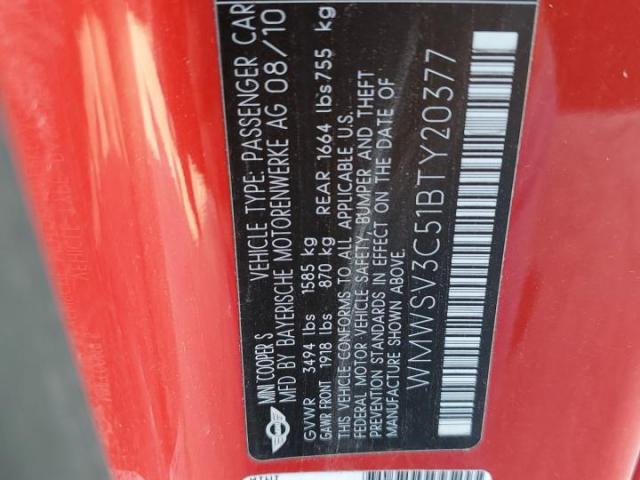 MINI COOPER S VEHICLE TYPE: PASSENGER CAR
MFD BY BAYERISCHE MOTORENWERKE AG 08/10
GVWR 3494 lbs 1585 kg
GAWR FRONT 1918 lbs 870 kg REAR 1664 lbs 755 kg
THIS VEHICLE CONFORMS TO ALL APPLICABLE U.S.
FEDERAL MOTOR VEHICLE SAFETY, BUMPER AND THEFT
PREVENTION STANDARDS IN EFFECT ON THE DATE OF
MANUFACTURE SHOWN ABOVE.
WMWSV3C51BTY20377